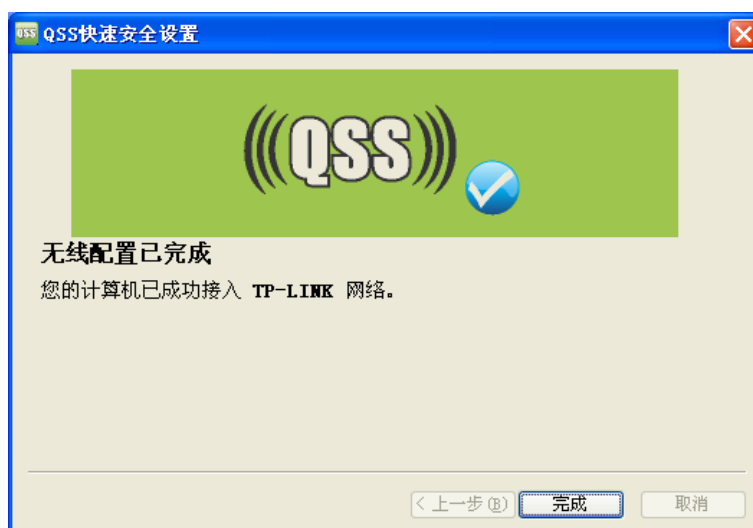 QSS QSS快速安全设置
(((QSS)))
无线配置已完成
您的计算机已成功接入 TP-LINK 网络。
< 上一步(B) 完成 取消